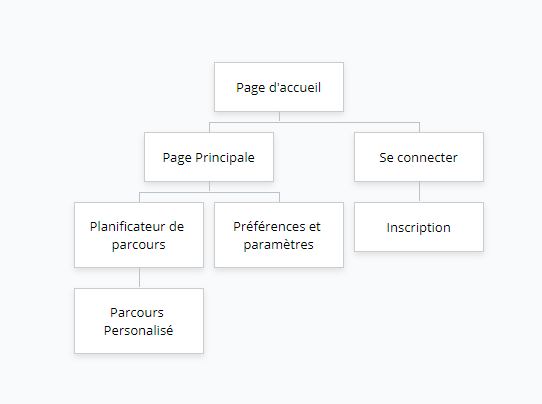 Page d'accueil
Page Principale
Se connecter
Planificateur de
parcours
Préférences et
paramètres
Inscription
Parcours
Personalisé